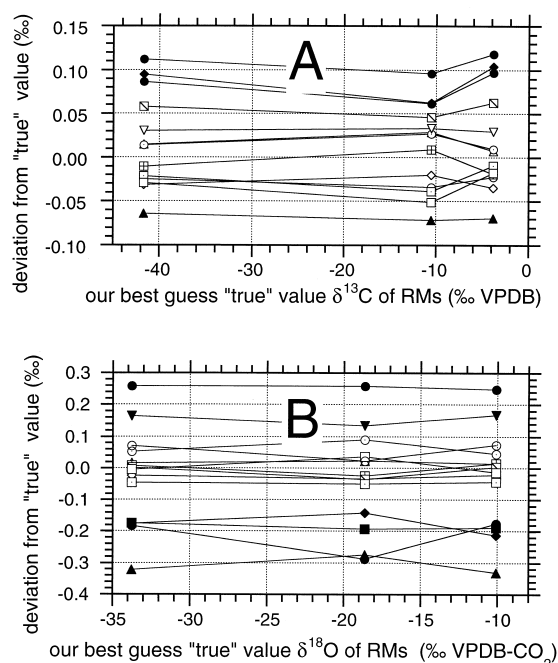 deviation from "true" value (‰)
0.15
0.10
0.05
0.00
-0.05
-0.10
A
-40 -30 -20 -10 0
our best guess "true" value δ¹³C of RMs (‰ VPDB)
deviation from "true" value (‰)
0.3
0.2
0.1
0.0
-0.1
-0.2
-0.3
-0.4
B
-35 -30 -25 -20 -15 -10
our best guess "true" value δ¹⁸O of RMs (‰ VPDB-CO₂)